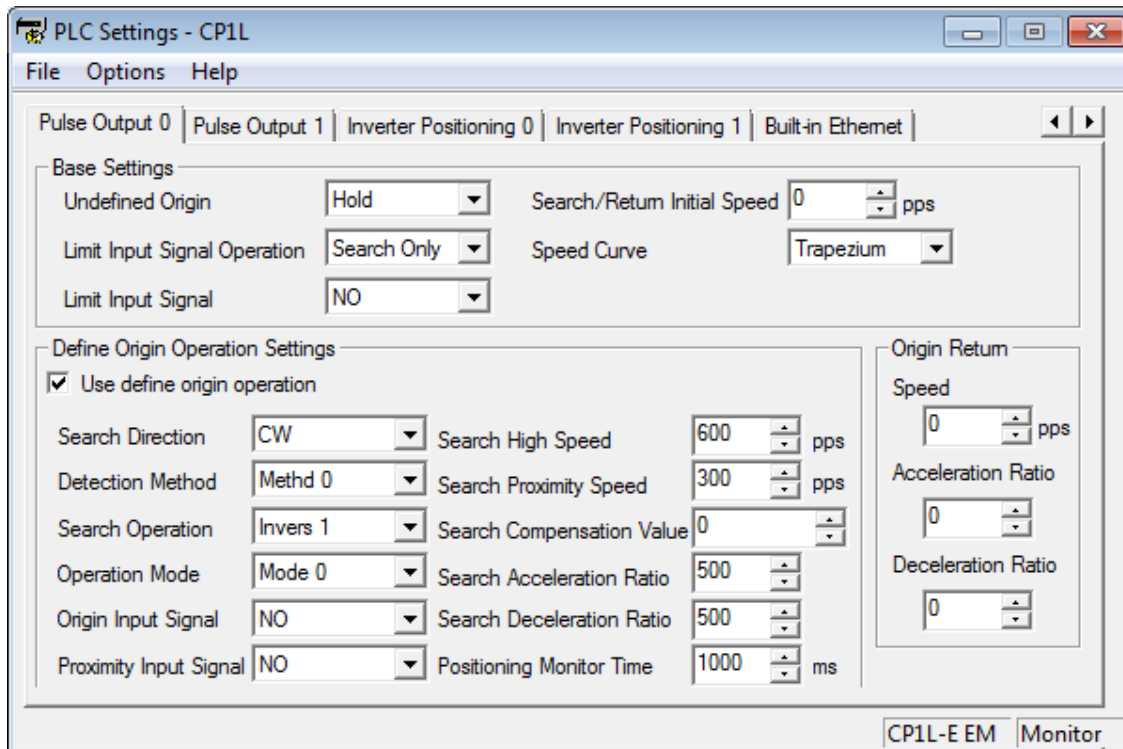 PLC Settings - CP1L
File Options Help
Pulse Output 0 Pulse Output 1 Inverter Positioning 0 Inverter Positioning 1 Built-in Ethernet
Base Settings
Undefined Origin Hold Search/Return Initial Speed 0 pps
Limit Input Signal Operation Search Only Speed Curve Trapezium
Limit Input Signal NO
Define Origin Operation Settings
Use define origin operation
Search Direction CW Search High Speed 600 pps
Detection Method Methd 0 Search Proximity Speed 300 pps
Search Operation Invers 1 Search Compensation Value 0
Operation Mode Mode 0 Search Acceleration Ratio 500
Origin Input Signal NO Search Deceleration Ratio 500
Proximity Input Signal NO Positioning Monitor Time 1000 ms
Origin Return
Speed
0 pps
Acceleration Ratio
0
Deceleration Ratio
0
CP1L-E EM Monitor